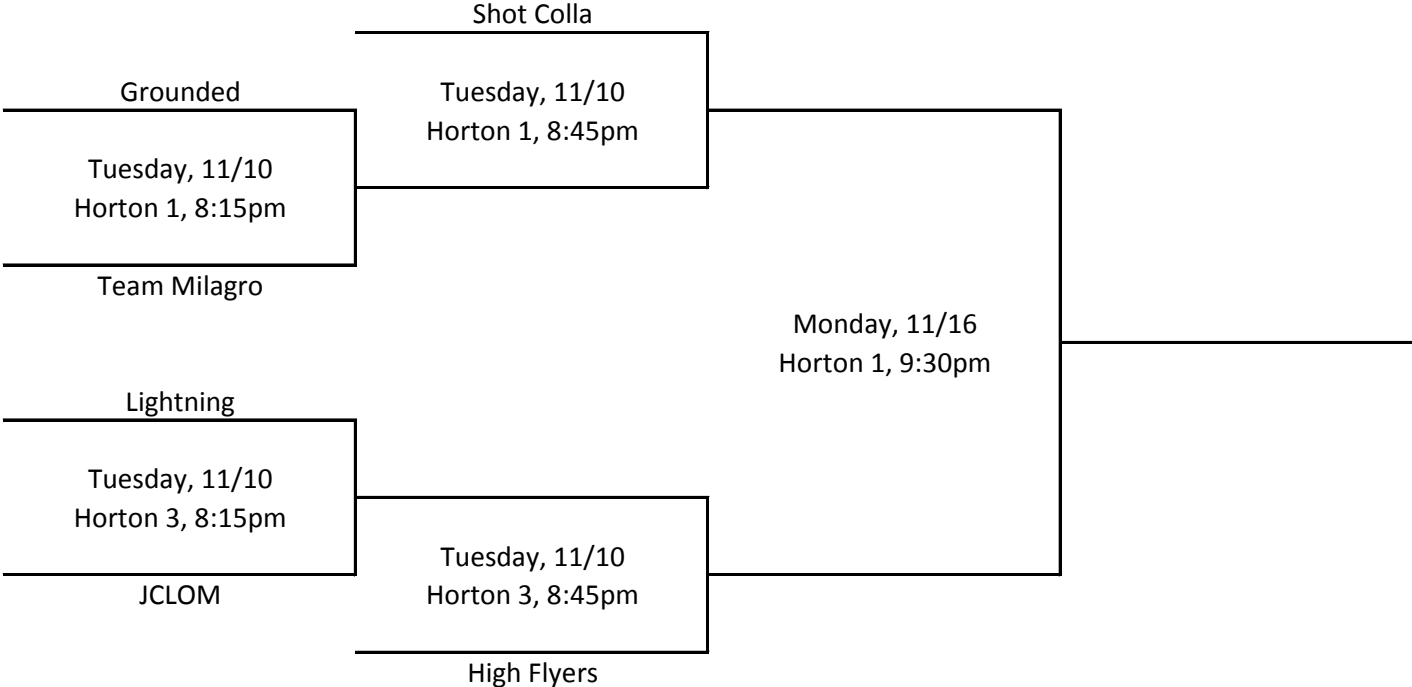 Shot Colla
Grounded
Tuesday, 11/10
Horton 1, 8:45pm
Tuesday, 11/10
Horton 1, 8:15pm
Team Milagro
Monday, 11/16
Horton 1, 9:30pm
Lightning
Tuesday, 11/10
Horton 3, 8:15pm
JCLOM
Tuesday, 11/10
Horton 3, 8:45pm
High Flyers